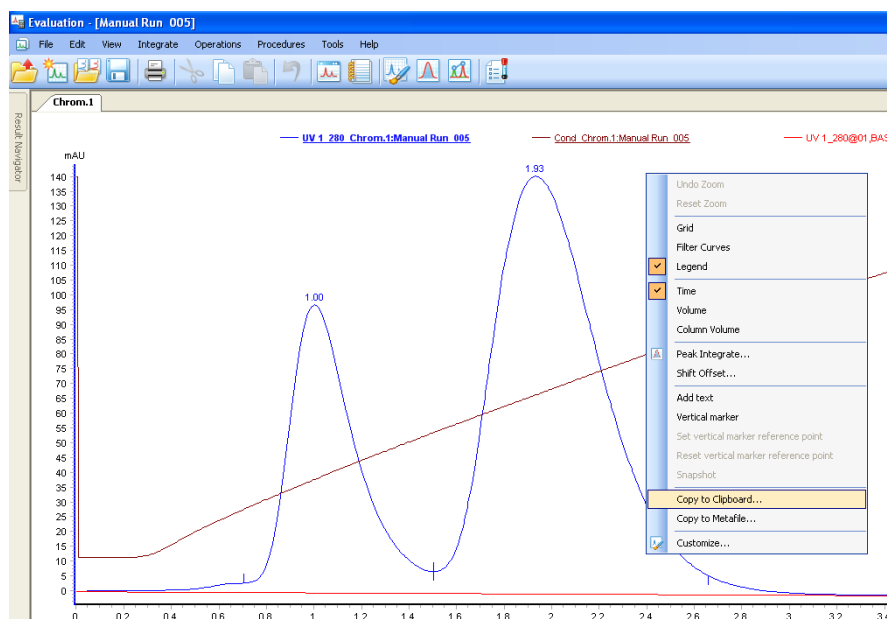 Evaluation - [Manual Run 005]
File Edit View Integrate Operations Procedures Tools Help
Result Navigator
Chrom.1
UV 1_280 Chrom.1:Manual Run 005 Cond Chrom.1:Manual Run 005 UV 1_280@01,BAS
mAU
140
135
130
125
120
115
110
105
100
95
90
85
80
75
70
65
60
55
50
45
40
35
30
25
20
15
10
5
0
1.00
1.93
Undo Zoom
Reset Zoom
Grid
Filter Curves
Legend
Time
Volume
Column Volume
Peak Integrate...
Shift Offset...
Add text
Vertical marker
Set vertical marker reference point
Reset vertical marker reference point
Snapshot
Copy to Clipboard...
Copy to Metafile...
Customize...
0 0.2 0.4 0.6 0.8 1 1.2 1.4 1.6 1.8 2 2.2 2.4 2.6 2.8 3 3.2 3.4